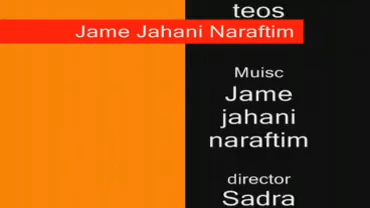 teos
Jame Jahani Naraftim
Muisc
Jame
jahani
naraftim
director
Sadra